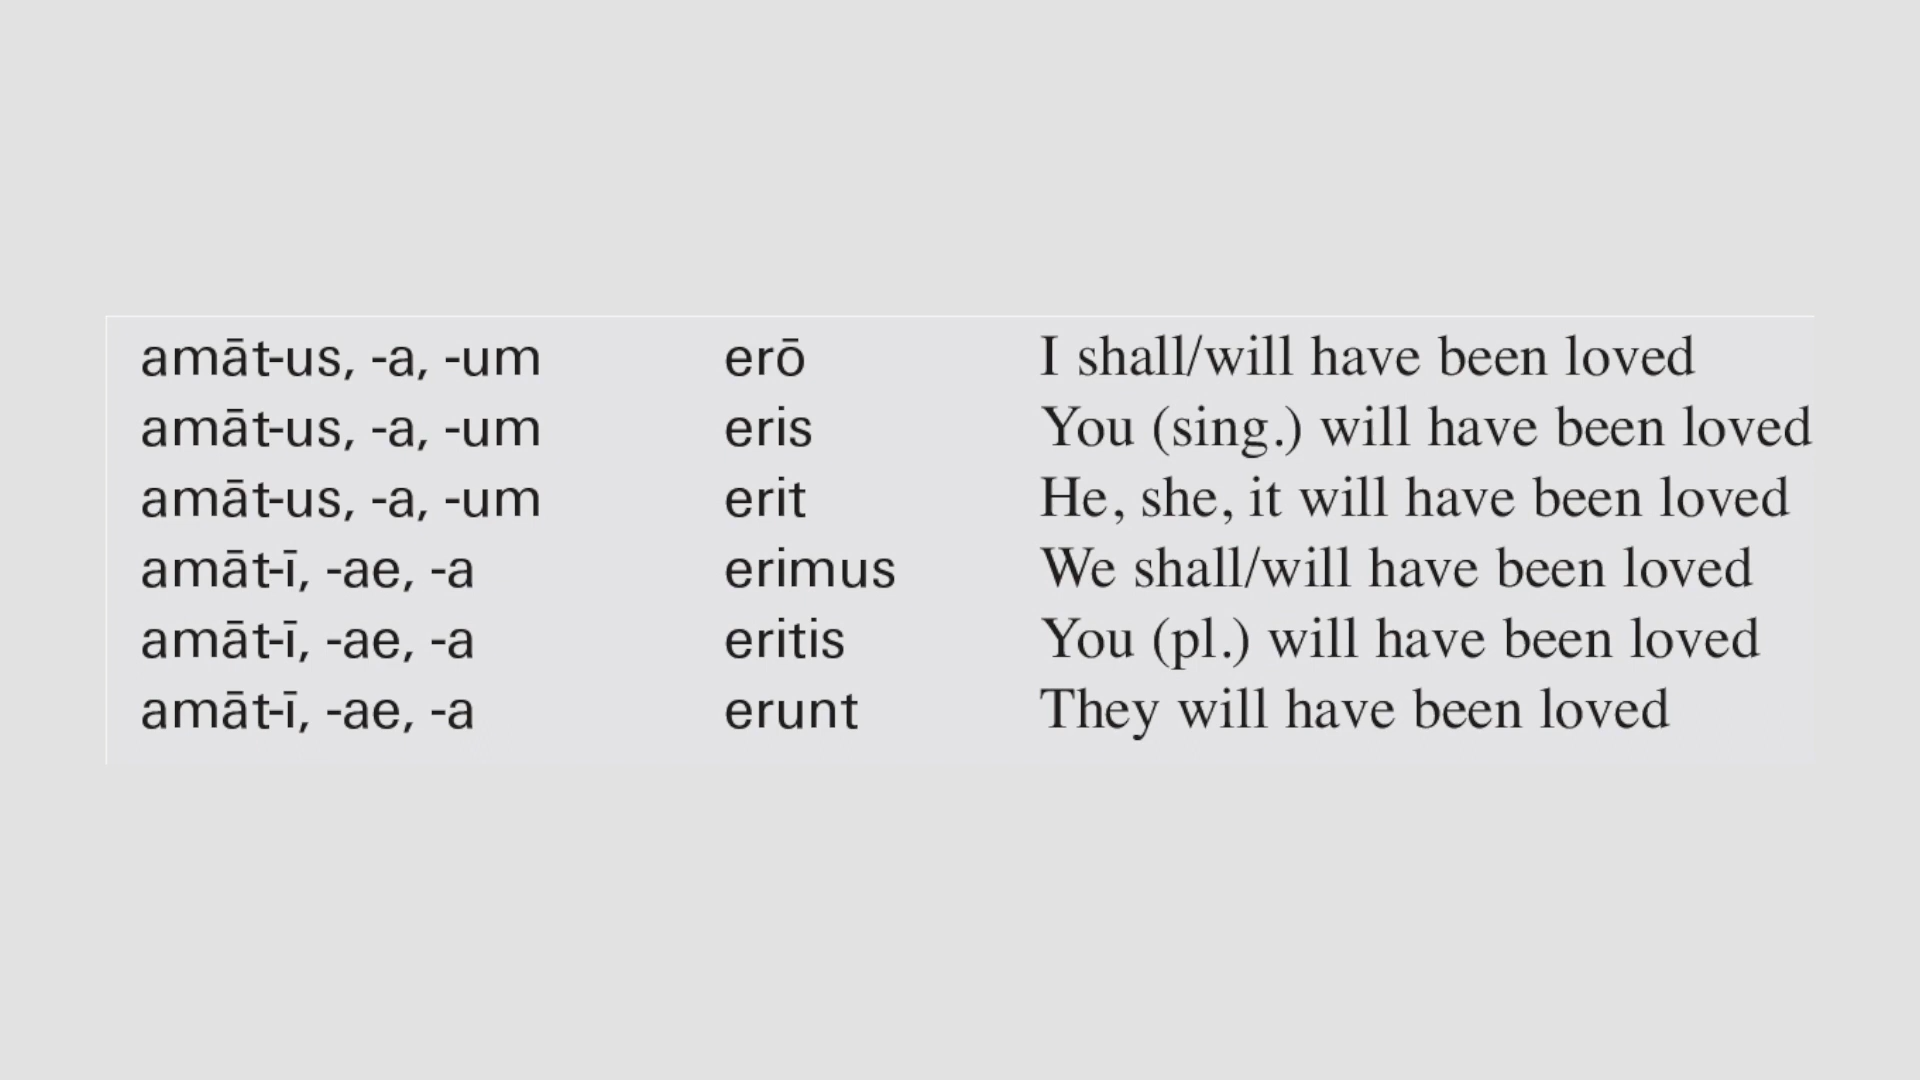 amāt-us, -a, -um erō I shall/will have been loved
amāt-us, -a, -um eris You (sing.) will have been loved
amāt-us, -a, -um erit He, she, it will have been loved
amāt-ī, -ae, -a erimus We shall/will have been loved
amāt-ī, -ae, -a eritis You (pl.) will have been loved
amāt-ī, -ae, -a erunt They will have been loved